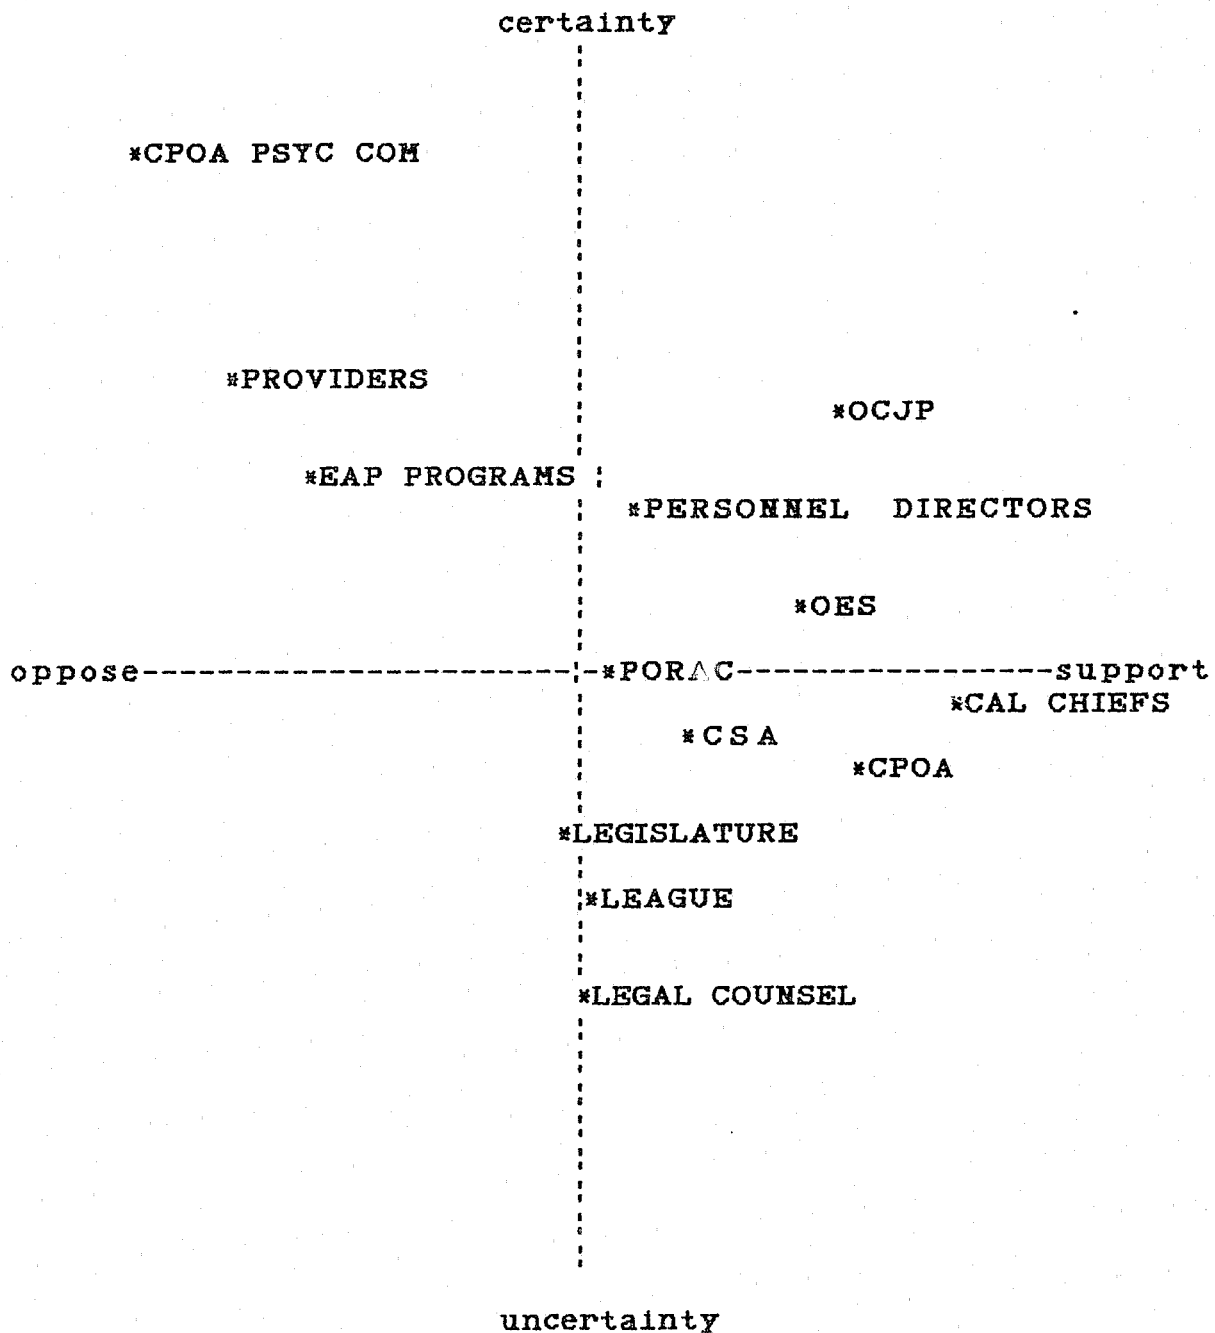 certainty
*CPOA PSYC COM
*PROVIDERS
*OCJP
*EAP PROGRAMS
*PERSONNEL DIRECTORS
*OES
oppose-----------------------¦-*PORAC-----------------support
*CAL CHIEFS
*CSA
*CPOA
*LEGISLATURE
*LEAGUE
*LEGAL COUNSEL
uncertainty